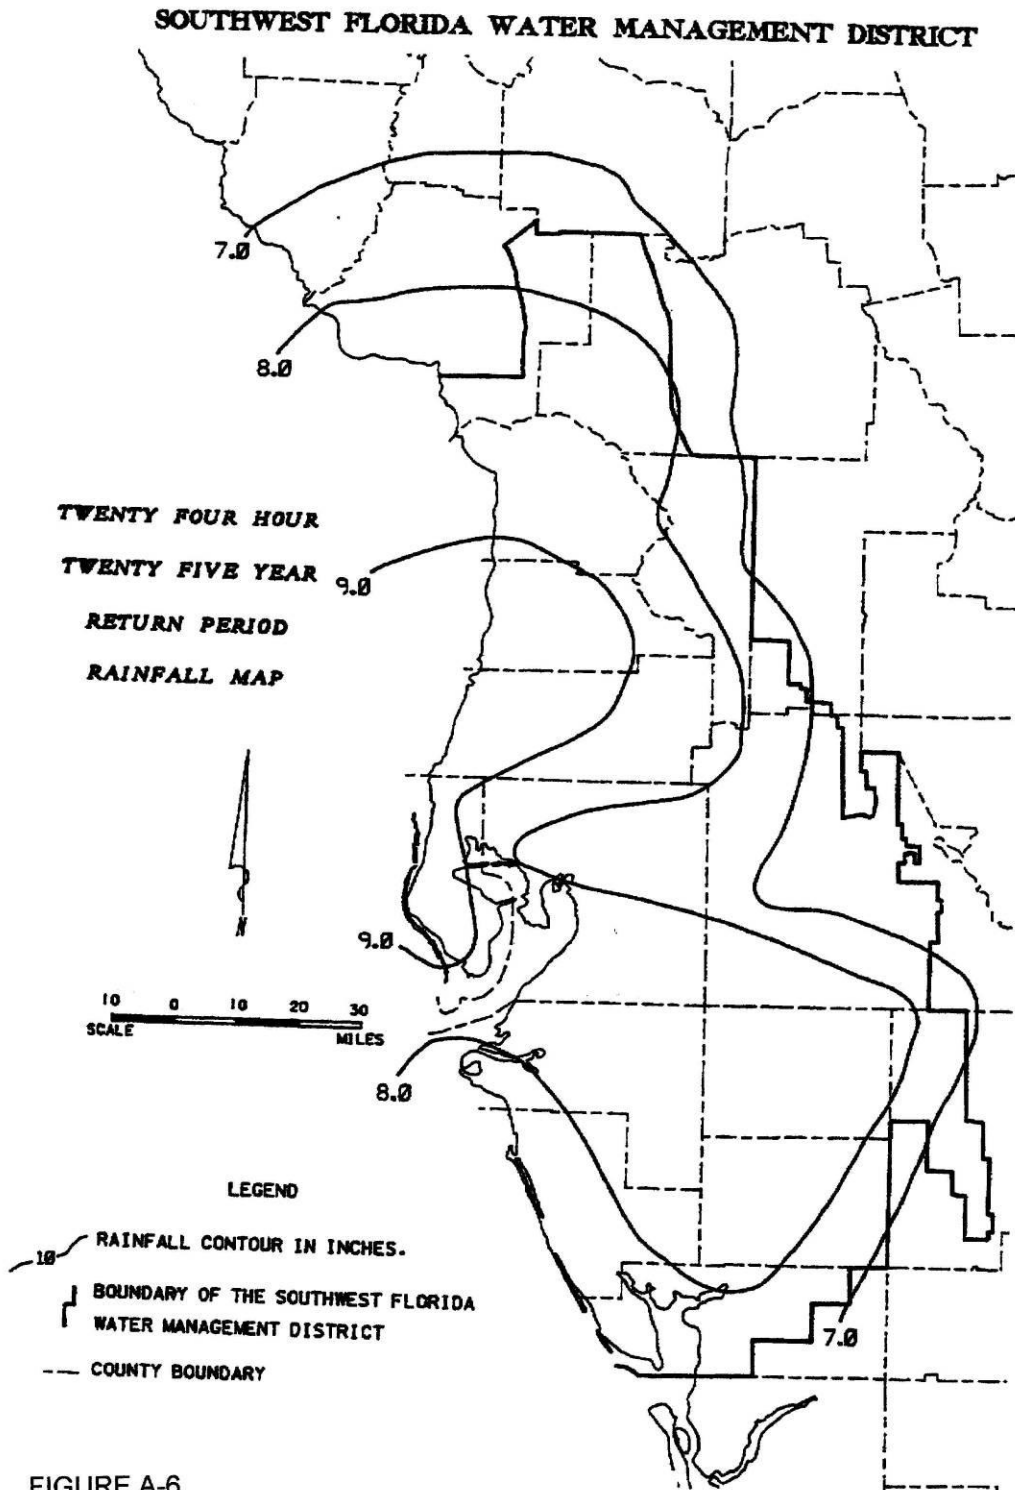 SOUTHWEST FLORIDA WATER MANAGEMENT DISTRICT
7.0
8.0
TWENTY FOUR HOUR
TWENTY FIVE YEAR
RETURN PERIOD
RAINFALL MAP
9.0
N
9.0
10 0 10 20 30
SCALE MILES
8.0
LEGEND
10 RAINFALL CONTOUR IN INCHES.
BOUNDARY OF THE SOUTHWEST FLORIDA
WATER MANAGEMENT DISTRICT
7.0
COUNTY BOUNDARY
FIGURE A-6